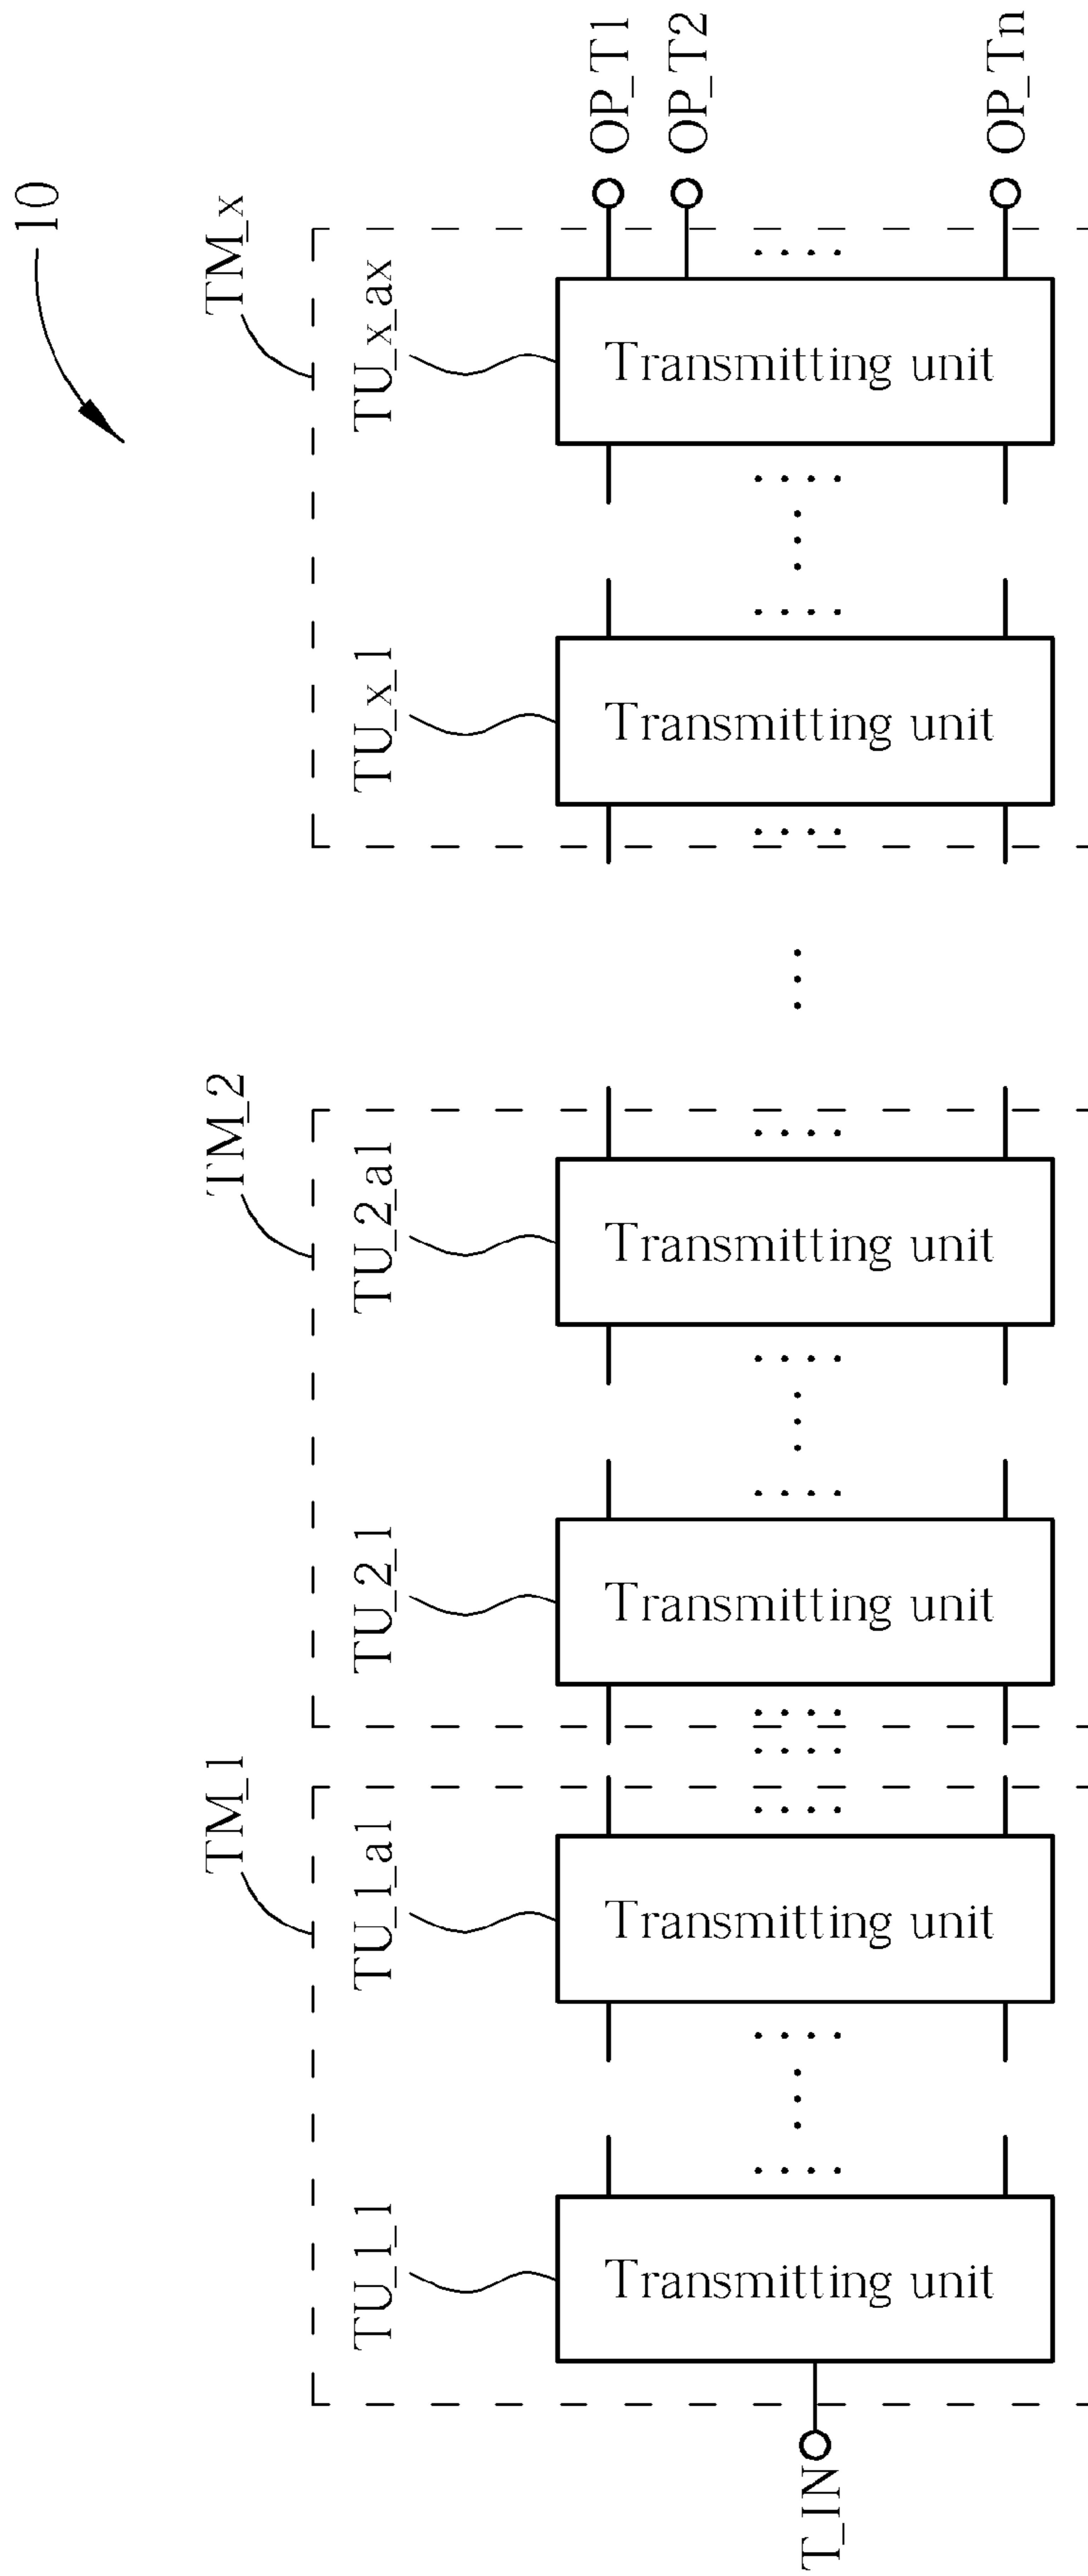 10
TM_1
TM_2
TM_x
TU_1_1
TU_1_a1
TU_2_1
TU_2_a1
TU_x_1
TU_x_ax
T_IN
Transmitting unit
Transmitting unit
Transmitting unit
Transmitting unit
Transmitting unit
Transmitting unit
OP_T1
OP_T2
OP_Tn